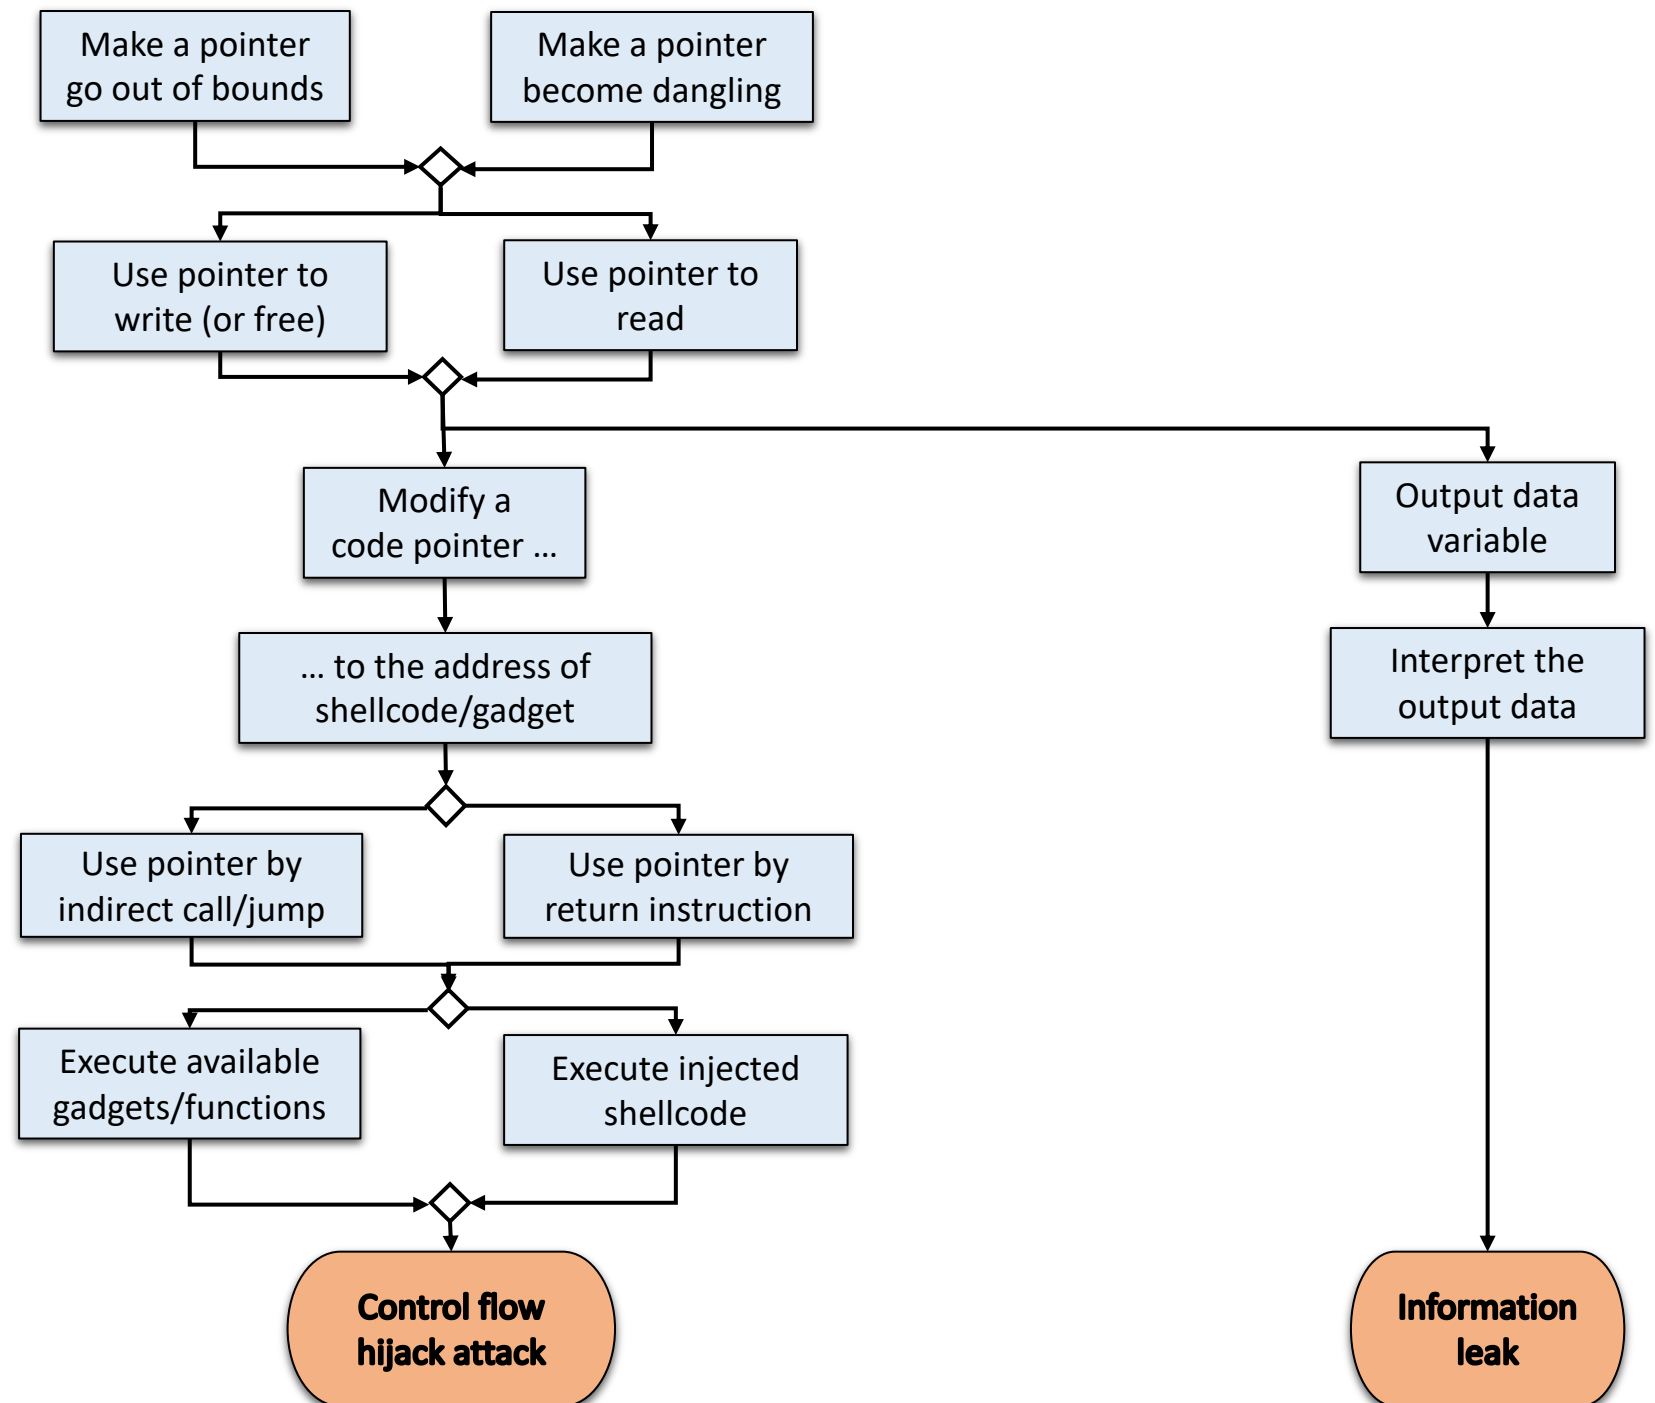 Make a pointer
go out of bounds
Make a pointer
become dangling
Use pointer to
write (or free)
Use pointer to
read
Modify a
code pointer …
Output data
variable
… to the address of
shellcode/gadget
Interpret the
output data
Use pointer by
indirect call/jump
Use pointer by
return instruction
Execute available
gadgets/functions
Execute injected
shellcode
Control flow
hijack attack
Information
leak